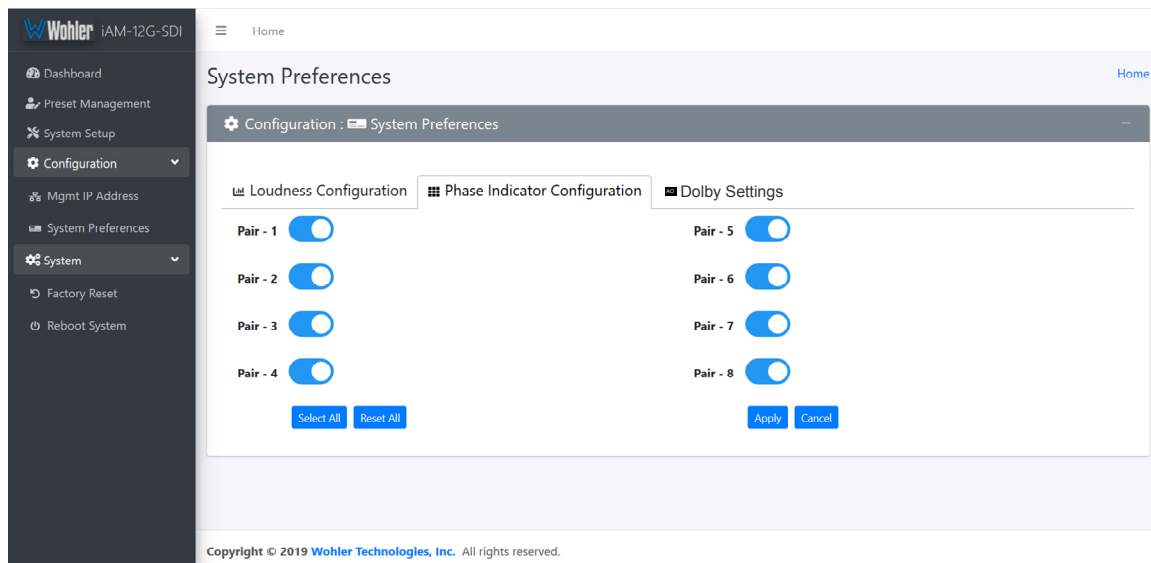 Wohler iAM-12G-SDI
Dashboard
Preset Management
System Setup
Configuration
Mgmt IP Address
System Preferences
System
Factory Reset
Reboot System
Home
System Preferences
Home
Configuration : System Preferences
Loudness Configuration
Phase Indicator Configuration
Dolby Settings
Pair - 1
Pair - 5
Pair - 2
Pair - 6
Pair - 3
Pair - 7
Pair - 4
Pair - 8
Select All
Reset All
Apply
Cancel
Copyright © 2019 Wohler Technologies, Inc. All rights reserved.